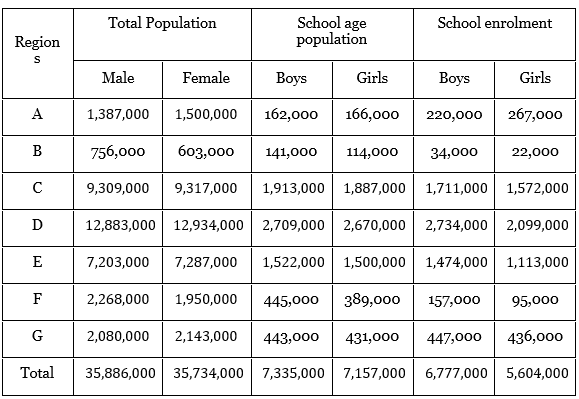 Region
s
Total Population
School age
population
School enrolment
Male Female Boys Girls Boys Girls
A 1,387,000 1,500,000 162,000 166,000 220,000 267,000
B 756,000 603,000 141,000 114,000 34,000 22,000
C 9,309,000 9,317,000 1,913,000 1,887,000 1,711,000 1,572,000
D 12,883,000 12,934,000 2,709,000 2,670,000 2,734,000 2,099,000
E 7,203,000 7,287,000 1,522,000 1,500,000 1,474,000 1,113,000
F 2,268,000 1,950,000 445,000 389,000 157,000 95,000
G 2,080,000 2,143,000 443,000 431,000 447,000 436,000
Total 35,886,000 35,734,000 7,335,000 7,157,000 6,777,000 5,604,000